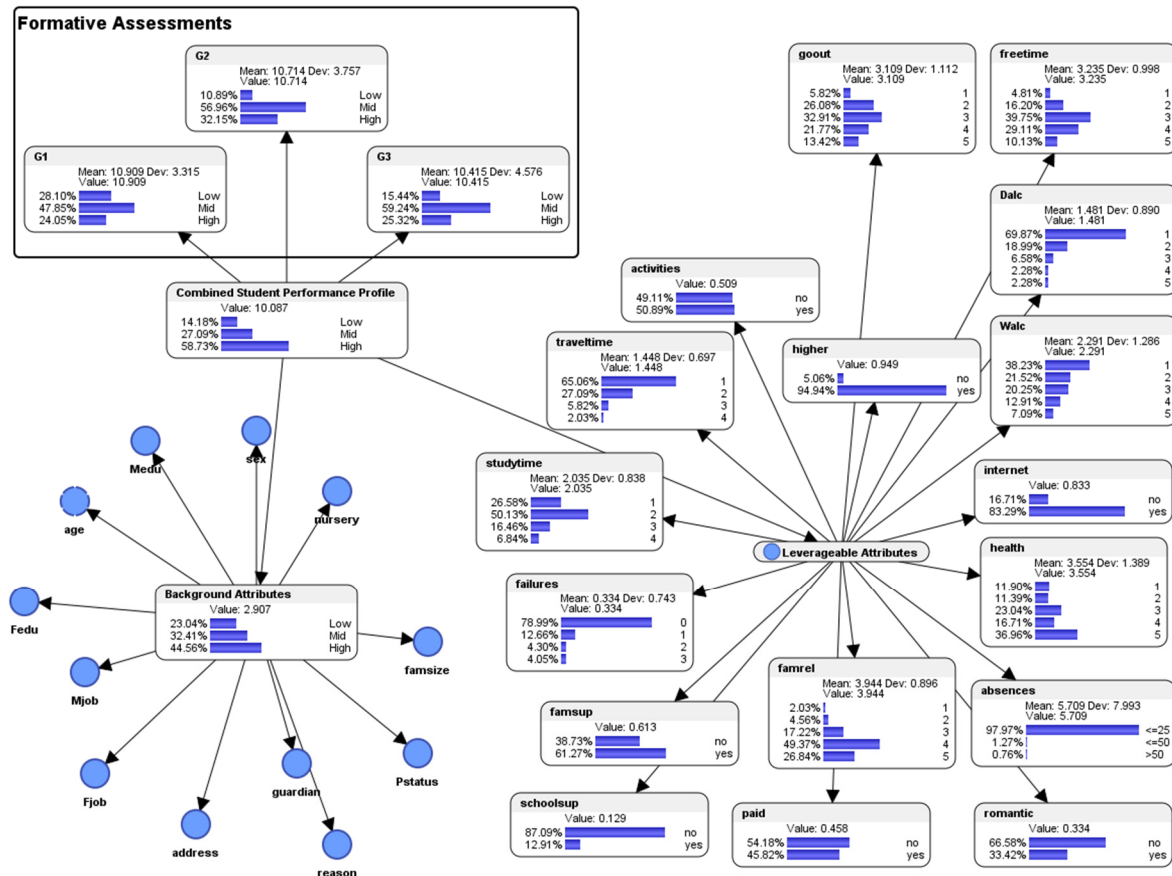 Formative Assessments
G2
Mean: 10.714 Dev: 3.757
Value: 10.714
10.89% Low
56.96% Mid
32.15% High
G1
Mean: 10.909 Dev: 3.315
Value: 10.909
28.10% Low
47.85% Mid
24.05% High
G3
Mean: 10.415 Dev: 4.576
Value: 10.415
15.44% Low
59.24% Mid
25.32% High
Combined Student Performance Profile
Value: 10.087
14.18% Low
27.09% Mid
58.73% High
Medu
sex
age
nursery
Background Attributes
Value: 2.907
23.04% Low
32.41% Mid
44.56% High
Fedu
famsize
Mjob
Fjob
guardian
Pstatus
address
reason
goout
Mean: 3.109 Dev: 1.112
Value: 3.109
5.82% 1
26.08% 2
32.91% 3
21.77% 4
13.42% 5
freetime
Mean: 3.235 Dev: 0.998
Value: 3.235
4.81% 1
16.20% 2
39.75% 3
29.11% 4
10.13% 5
Dalc
Mean: 1.481 Dev: 0.890
Value: 1.481
69.87% 1
18.99% 2
6.58% 3
2.28% 4
2.28% 5
activities
Value: 0.509
49.11% no
50.89% yes
traveltime
Mean: 1.448 Dev: 0.697
Value: 1.448
65.06% 1
27.09% 2
5.82% 3
2.03% 4
higher
Value: 0.949
5.06% no
94.94% yes
Walc
Mean: 2.291 Dev: 1.286
Value: 2.291
38.23% 1
21.52% 2
20.25% 3
12.91% 4
7.09% 5
studytime
Mean: 2.035 Dev: 0.838
Value: 2.035
26.58% 1
50.13% 2
16.46% 3
6.84% 4
internet
Value: 0.833
16.71% no
83.29% yes
Leverageable Attributes
health
Mean: 3.554 Dev: 1.389
Value: 3.554
11.90% 1
11.39% 2
23.04% 3
16.71% 4
36.96% 5
failures
Mean: 0.334 Dev: 0.743
Value: 0.334
78.99% 0
12.66% 1
4.30% 2
4.05% 3
famrel
Mean: 3.944 Dev: 0.896
Value: 3.944
2.03% 1
4.56% 2
17.22% 3
49.37% 4
26.84% 5
absences
Mean: 5.709 Dev: 7.993
Value: 5.709
97.97% <=25
1.27% <=50
0.76% >50
famsup
Value: 0.613
38.73% no
61.27% yes
schoolsup
Value: 0.129
87.09% no
12.91% yes
paid
Value: 0.458
54.18% no
45.82% yes
romantic
Value: 0.334
66.58% no
33.42% yes